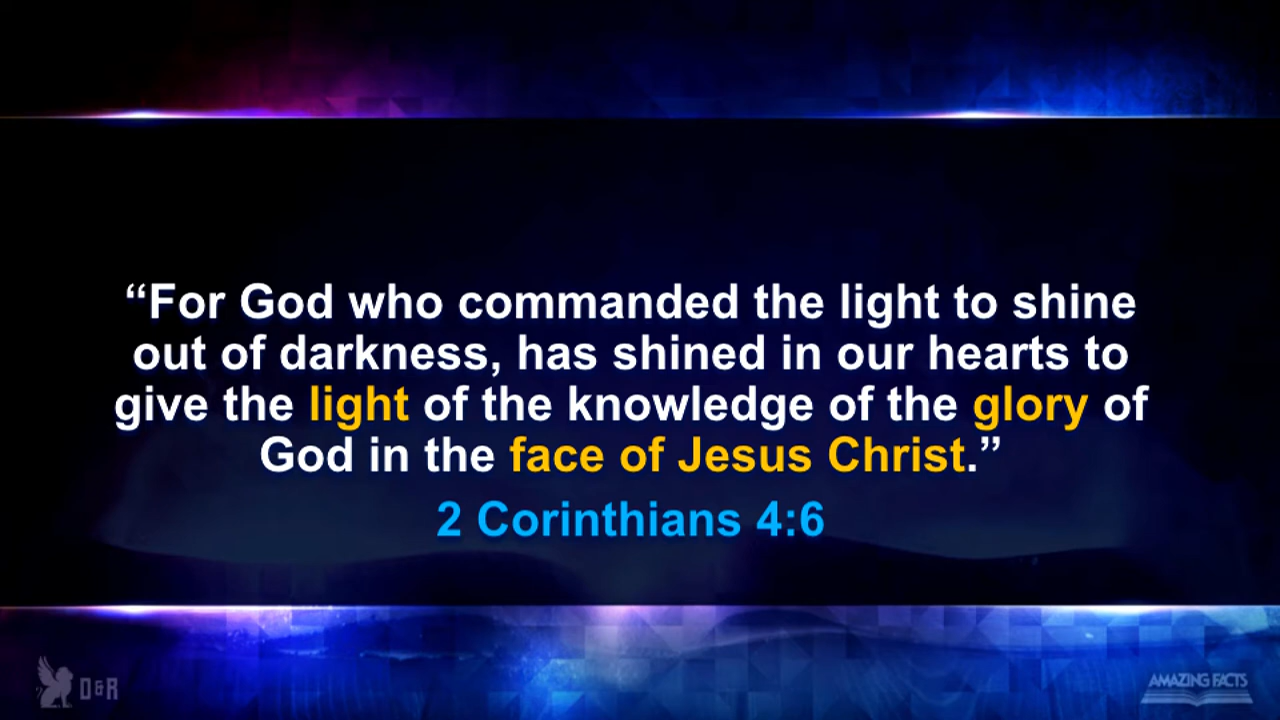 “For God who commanded the light to shine
out of darkness, has shined in our hearts to
give the light of the knowledge of the glory of
God in the face of Jesus Christ.”
2 Corinthians 4:6
D&R
AMAZING FACTS